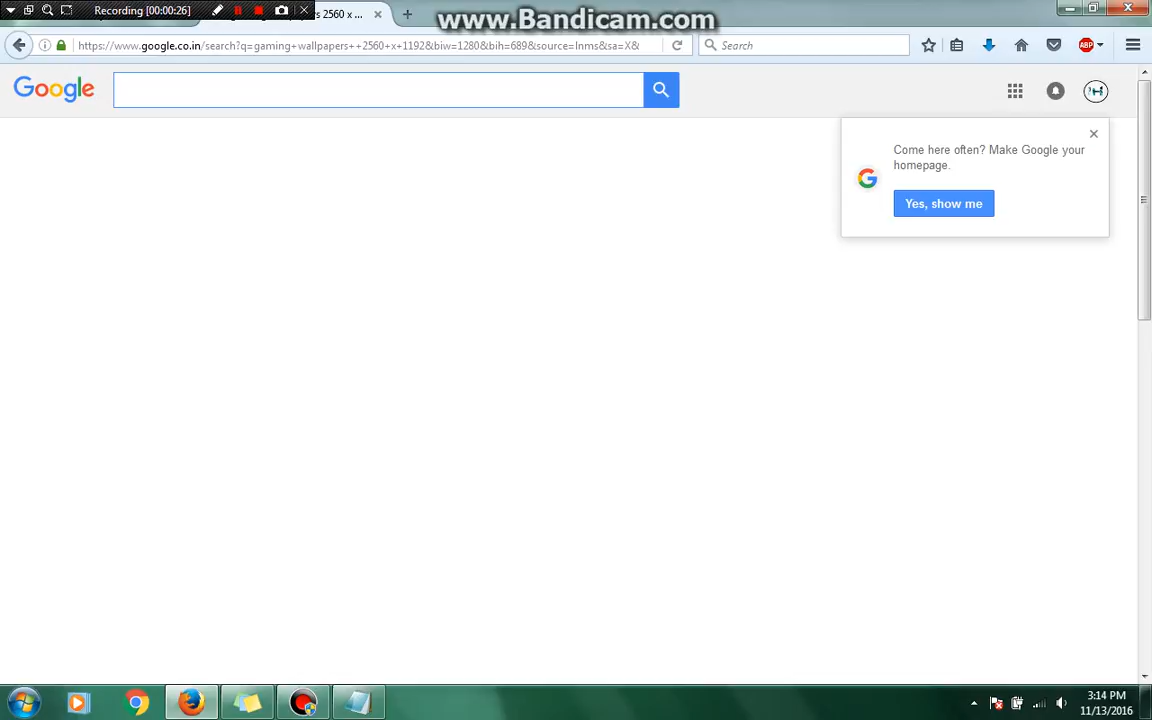 Recording [00:00:26]
rs 2560 x ...
www.Bandicam.com
https://www.google.co.in/search?q=gaming+wallpapers++2560+x+1192&biw=1280&bih=689&source=lnms&sa=X&
Search
ABP
Google
Come here often? Make Google your
homepage.
Yes, show me
3:14 PM
11/13/2016